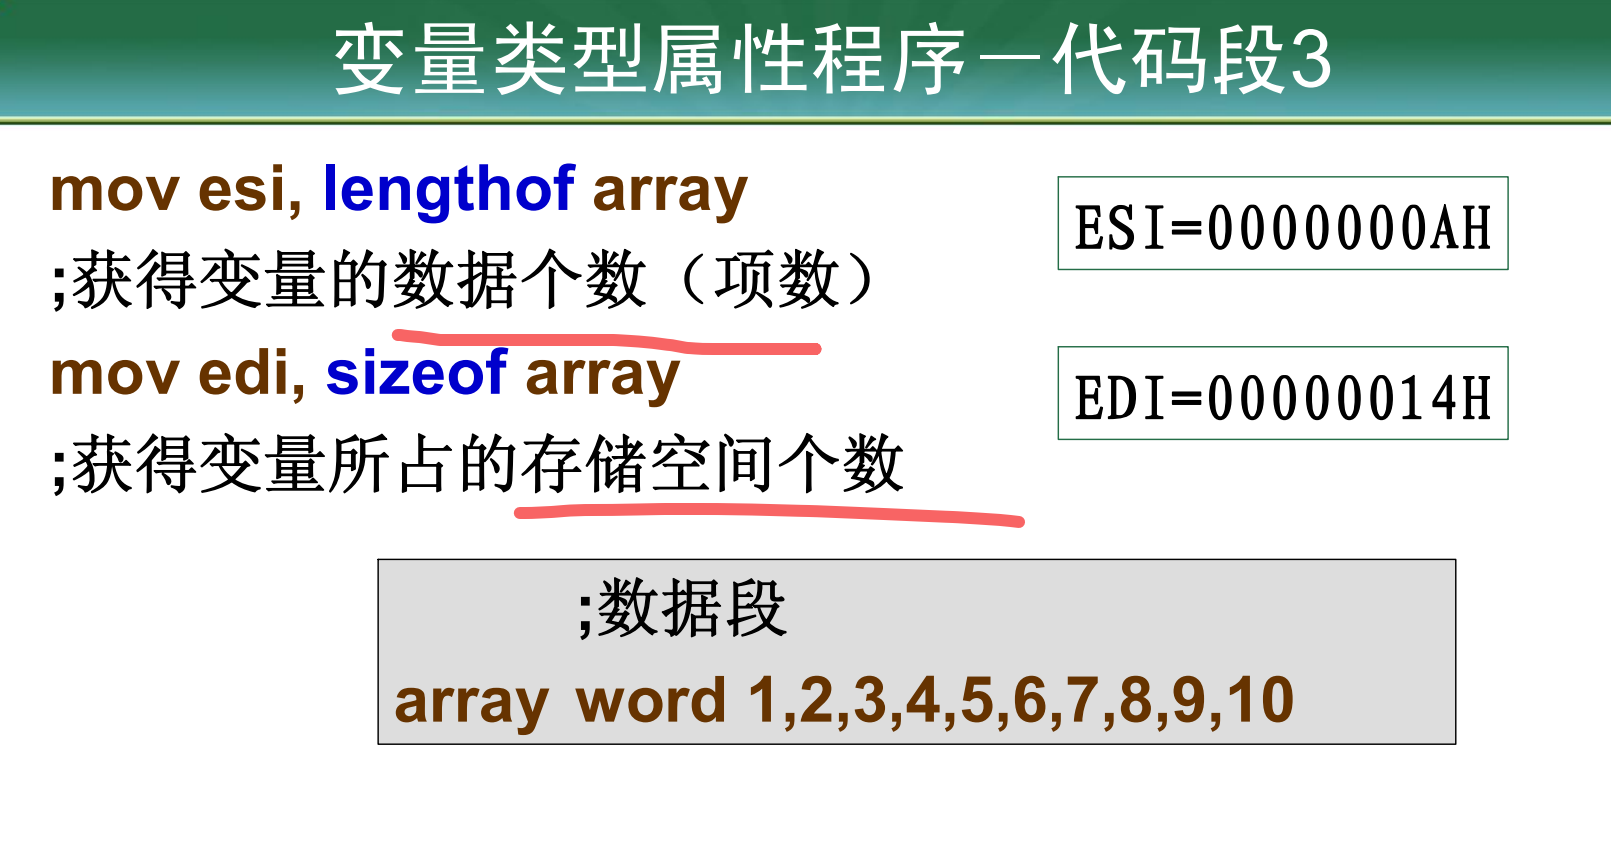 变量类型属性程序－代码段3
mov esi, lengthof array
ESI=0000000AH
;获得变量的数据个数（项数）
mov edi, sizeof array
EDI=00000014H
;获得变量所占的存储空间个数
;数据段
array word 1,2,3,4,5,6,7,8,9,10